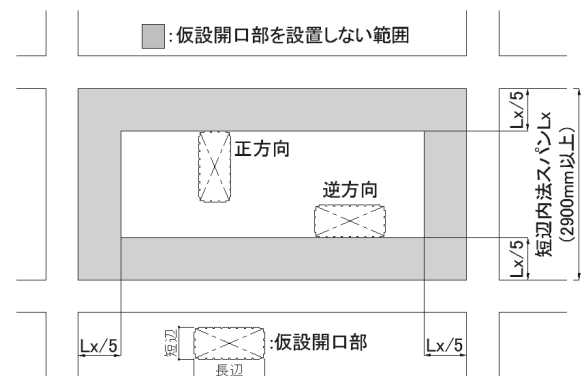 :仮設開口部を設置しない範囲
正方向
逆方向
Lx/5
短辺内法スパンLx
(2900mm以上)
Lx/5
Lx/5
短辺
:仮設開口部
長辺
Lx/5